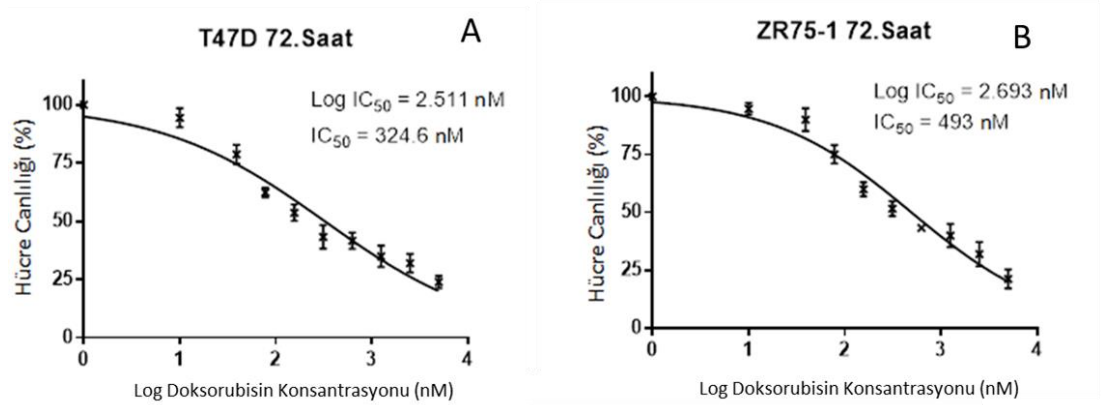 T47D 72.Saat
A
Log IC50 = 2.511 nM
IC50 = 324.6 nM
Hücre Canlılığı (%)
100
75
50
25
0
0 1 2 3 4
Log Doksorubisin Konsantrasyonu (nM)
ZR75-1 72.Saat
B
Log IC50 = 2.693 nM
IC50 = 493 nM
Hücre Canlılığı (%)
100
75
50
25
0
0 1 2 3 4
Log Doksorubisin Konsantrasyonu (nM)